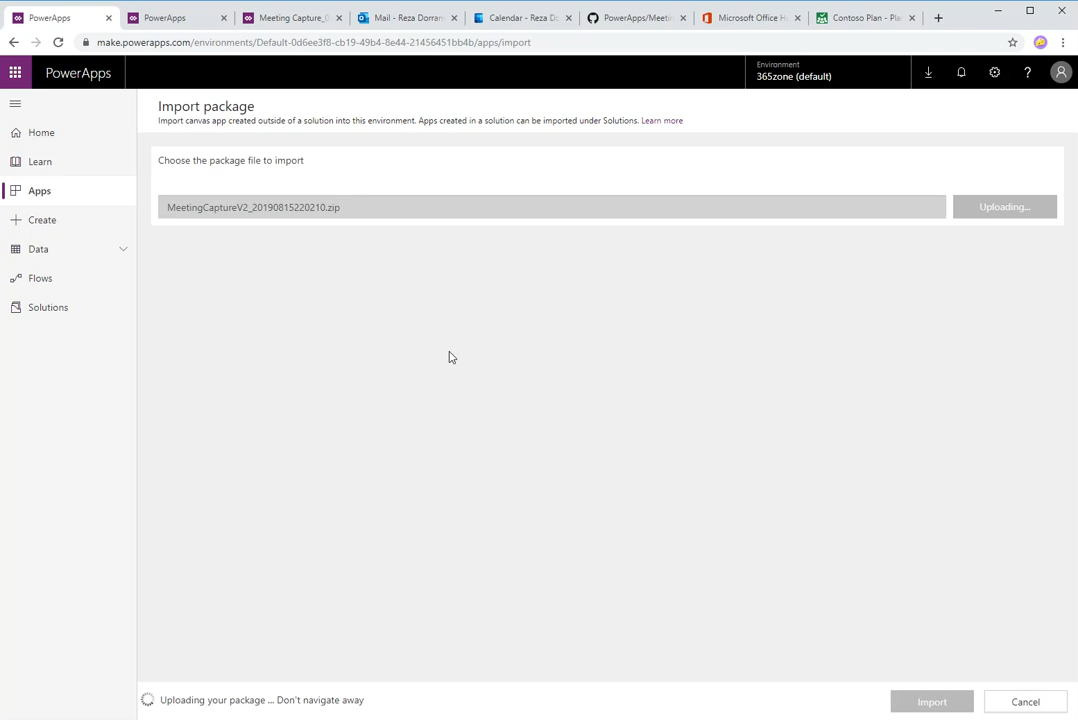 PowerApps
PowerApps
Meeting Capture_0
Mail - Reza Dorran
Calendar - Reza Do
PowerApps/Meetin
Microsoft Office H
Contoso Plan - Pla
make.powerapps.com/environments/Default-0d6ee3f8-cb19-49b4-8e44-21456451bb4b/apps/import
PowerApps
Environment
365zone (default)
Import package
Import canvas app created outside of a solution into this environment. Apps created in a solution can be imported under Solutions. Learn more
Home
Learn
Apps
Create
Data
Flows
Solutions
Choose the package file to import
MeetingCaptureV2_20190815220210.zip
Uploading...
Uploading your package ... Don't navigate away
Import
Cancel